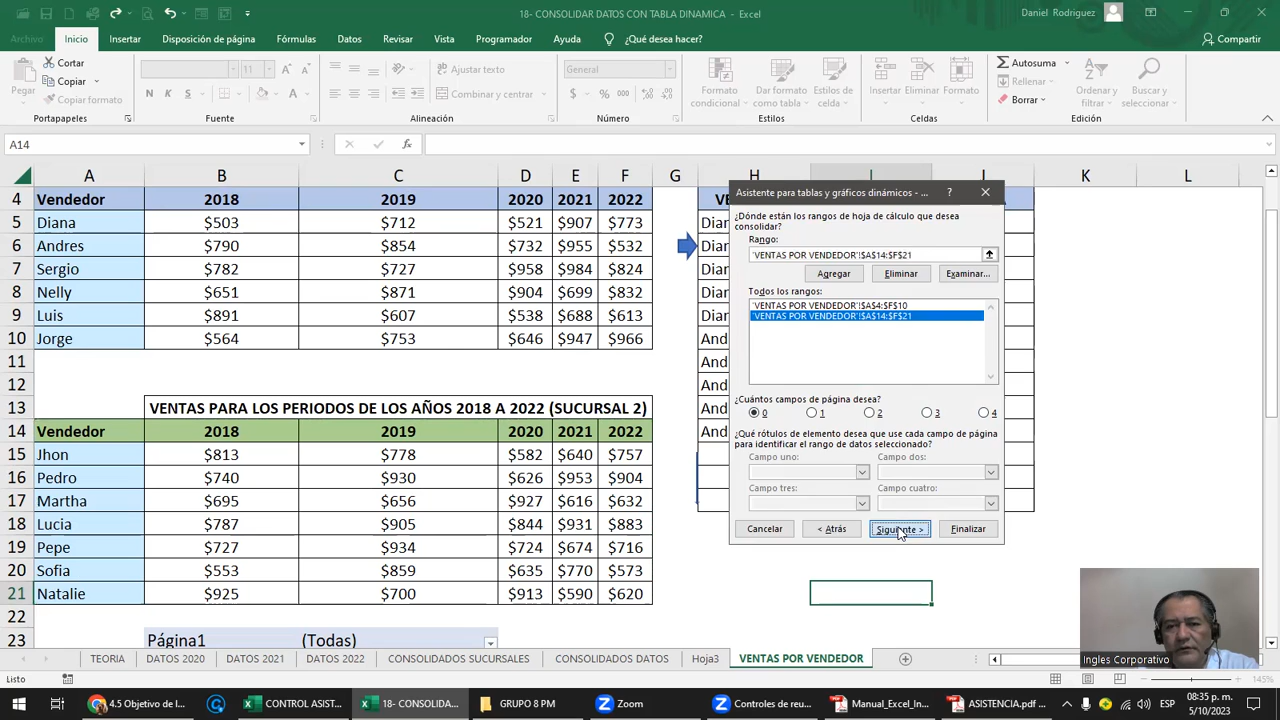 18- CONSOLIDAR DATOS CON TABLA DINAMICA - Excel
Daniel Rodriguez
Archivo Inicio Insertar Disposición de página Fórmulas Datos Revisar Vista Programador Ayuda ¿Qué desea hacer? Compartir
Pegar
Cortar
Copiar
Copiar formato
11
N K S
Ajustar texto
Combinar y centrar
General
$ % 000
Formato condicional
Dar formato como tabla
Estilos de celda
Insertar Eliminar Formato
Autosuma
Rellenar
Borrar
Ordenar y filtrar
Buscar y seleccionar
Portapapeles Fuente Alineación Número Estilos Celdas Edición
A14
fx
A B C D E F G H I J K L
4 Vendedor 2018 2019 2020 2021 2022 VE
5 Diana $503 $712 $521 $907 $773 Dian
6 Andres $790 $854 $732 $955 $532 Dian
7 Sergio $782 $727 $958 $984 $824 Dian
8 Nelly $651 $871 $904 $699 $832 Dian
9 Luis $891 $607 $538 $688 $613 Dian
10 Jorge $564 $753 $646 $947 $966 And
11 And
12 And
13 VENTAS PARA LOS PERIODOS DE LOS AÑOS 2018 A 2022 (SUCURSAL 2) And
14 Vendedor 2018 2019 2020 2021 2022 And
15 Jhon $813 $778 $582 $640 $757
16 Pedro $740 $930 $626 $953 $904
17 Martha $695 $656 $927 $616 $632
18 Lucia $787 $905 $844 $931 $883
19 Pepe $727 $934 $724 $674 $716
20 Sofia $553 $859 $635 $770 $573
21 Natalie $925 $700 $913 $590 $620
22
23 Página1 (Todas)
Asistente para tablas y gráficos dinámicos - ... ?
¿Dónde están los rangos de hoja de cálculo que desea
consolidar?
Rango:
'VENTAS POR VENDEDOR'!$A$14:$F$21
Agregar Eliminar Examinar...
Todos los rangos:
'VENTAS POR VENDEDOR'!$A$4:$F$10
'VENTAS POR VENDEDOR'!$A$14:$F$21
¿Cuántos campos de página desea?
0 1 2 3 4
¿Qué rótulos de elemento desea que use cada campo de página
para identificar el rango de datos seleccionado?
Campo uno: Campo dos:
Campo tres: Campo cuatro:
Cancelar < Atrás Siguiente > Finalizar
Ingles Corporativo
TEORIA DATOS 2020 DATOS 2021 DATOS 2022 CONSOLIDADOS SUCURSALES CONSOLIDADOS DATOS Hoja3 VENTAS POR VENDEDOR
Listo
145%
4.5 Objetivo de l... CONTROL ASIST... 18- CONSOLIDA... GRUPO 8 PM Zoom Controles de reu... Manual_Excel_In... ASISTENCIA.pdf ... ESP
08:35 p. m.
5/10/2023